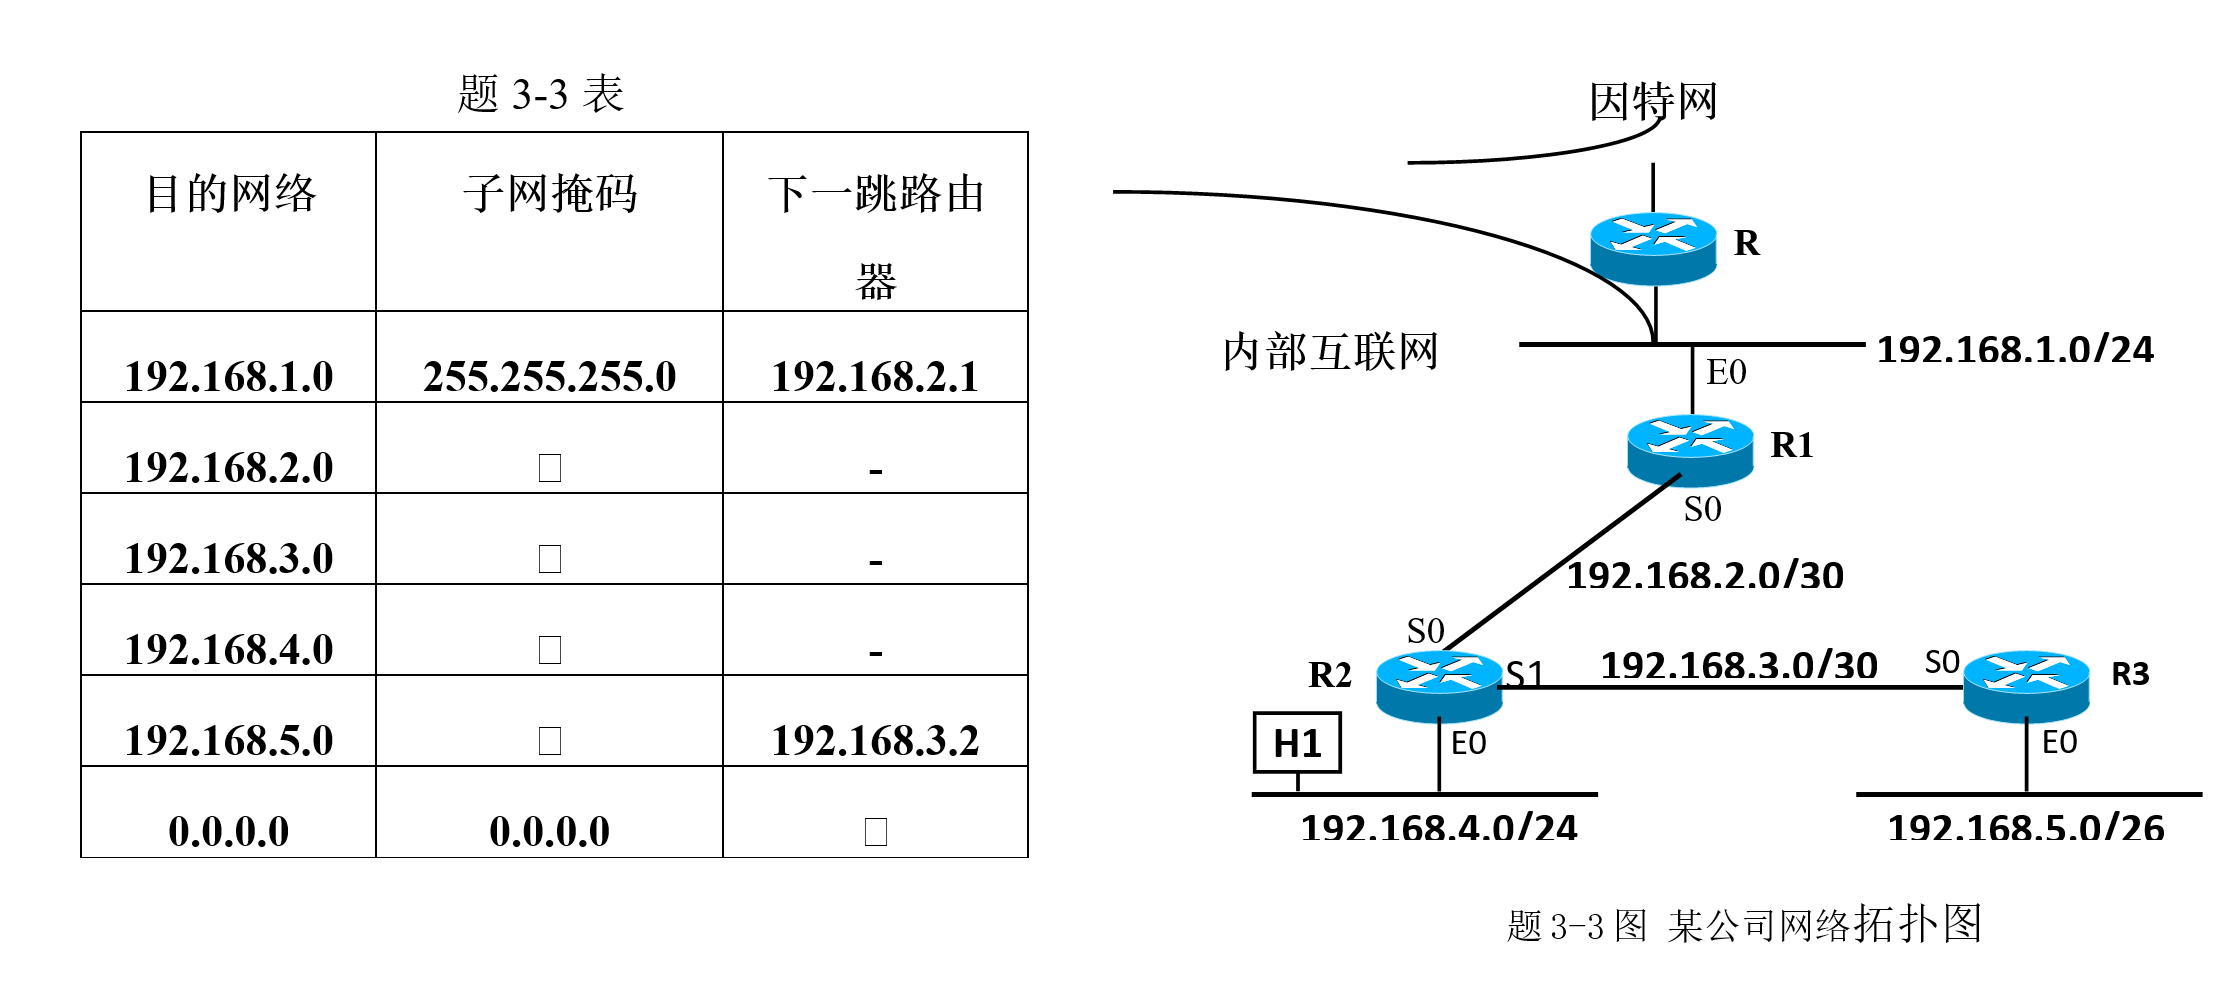 题 3-3 表
目的网络 子网掩码 下一跳路由
器
192.168.1.0 255.255.255.0 192.168.2.1
192.168.2.0 □ -
192.168.3.0 □ -
192.168.4.0 □ -
192.168.5.0 □ 192.168.3.2
0.0.0.0 0.0.0.0 □
因特网
R
内部互联网
192.168.1.0/24
E0
R1
S0
192.168.2.0/30
S0
R2
S1
192.168.3.0/30
S0
R3
H1
E0
E0
192.168.4.0/24
192.168.5.0/26
题 3-3 图 某公司网络拓扑图